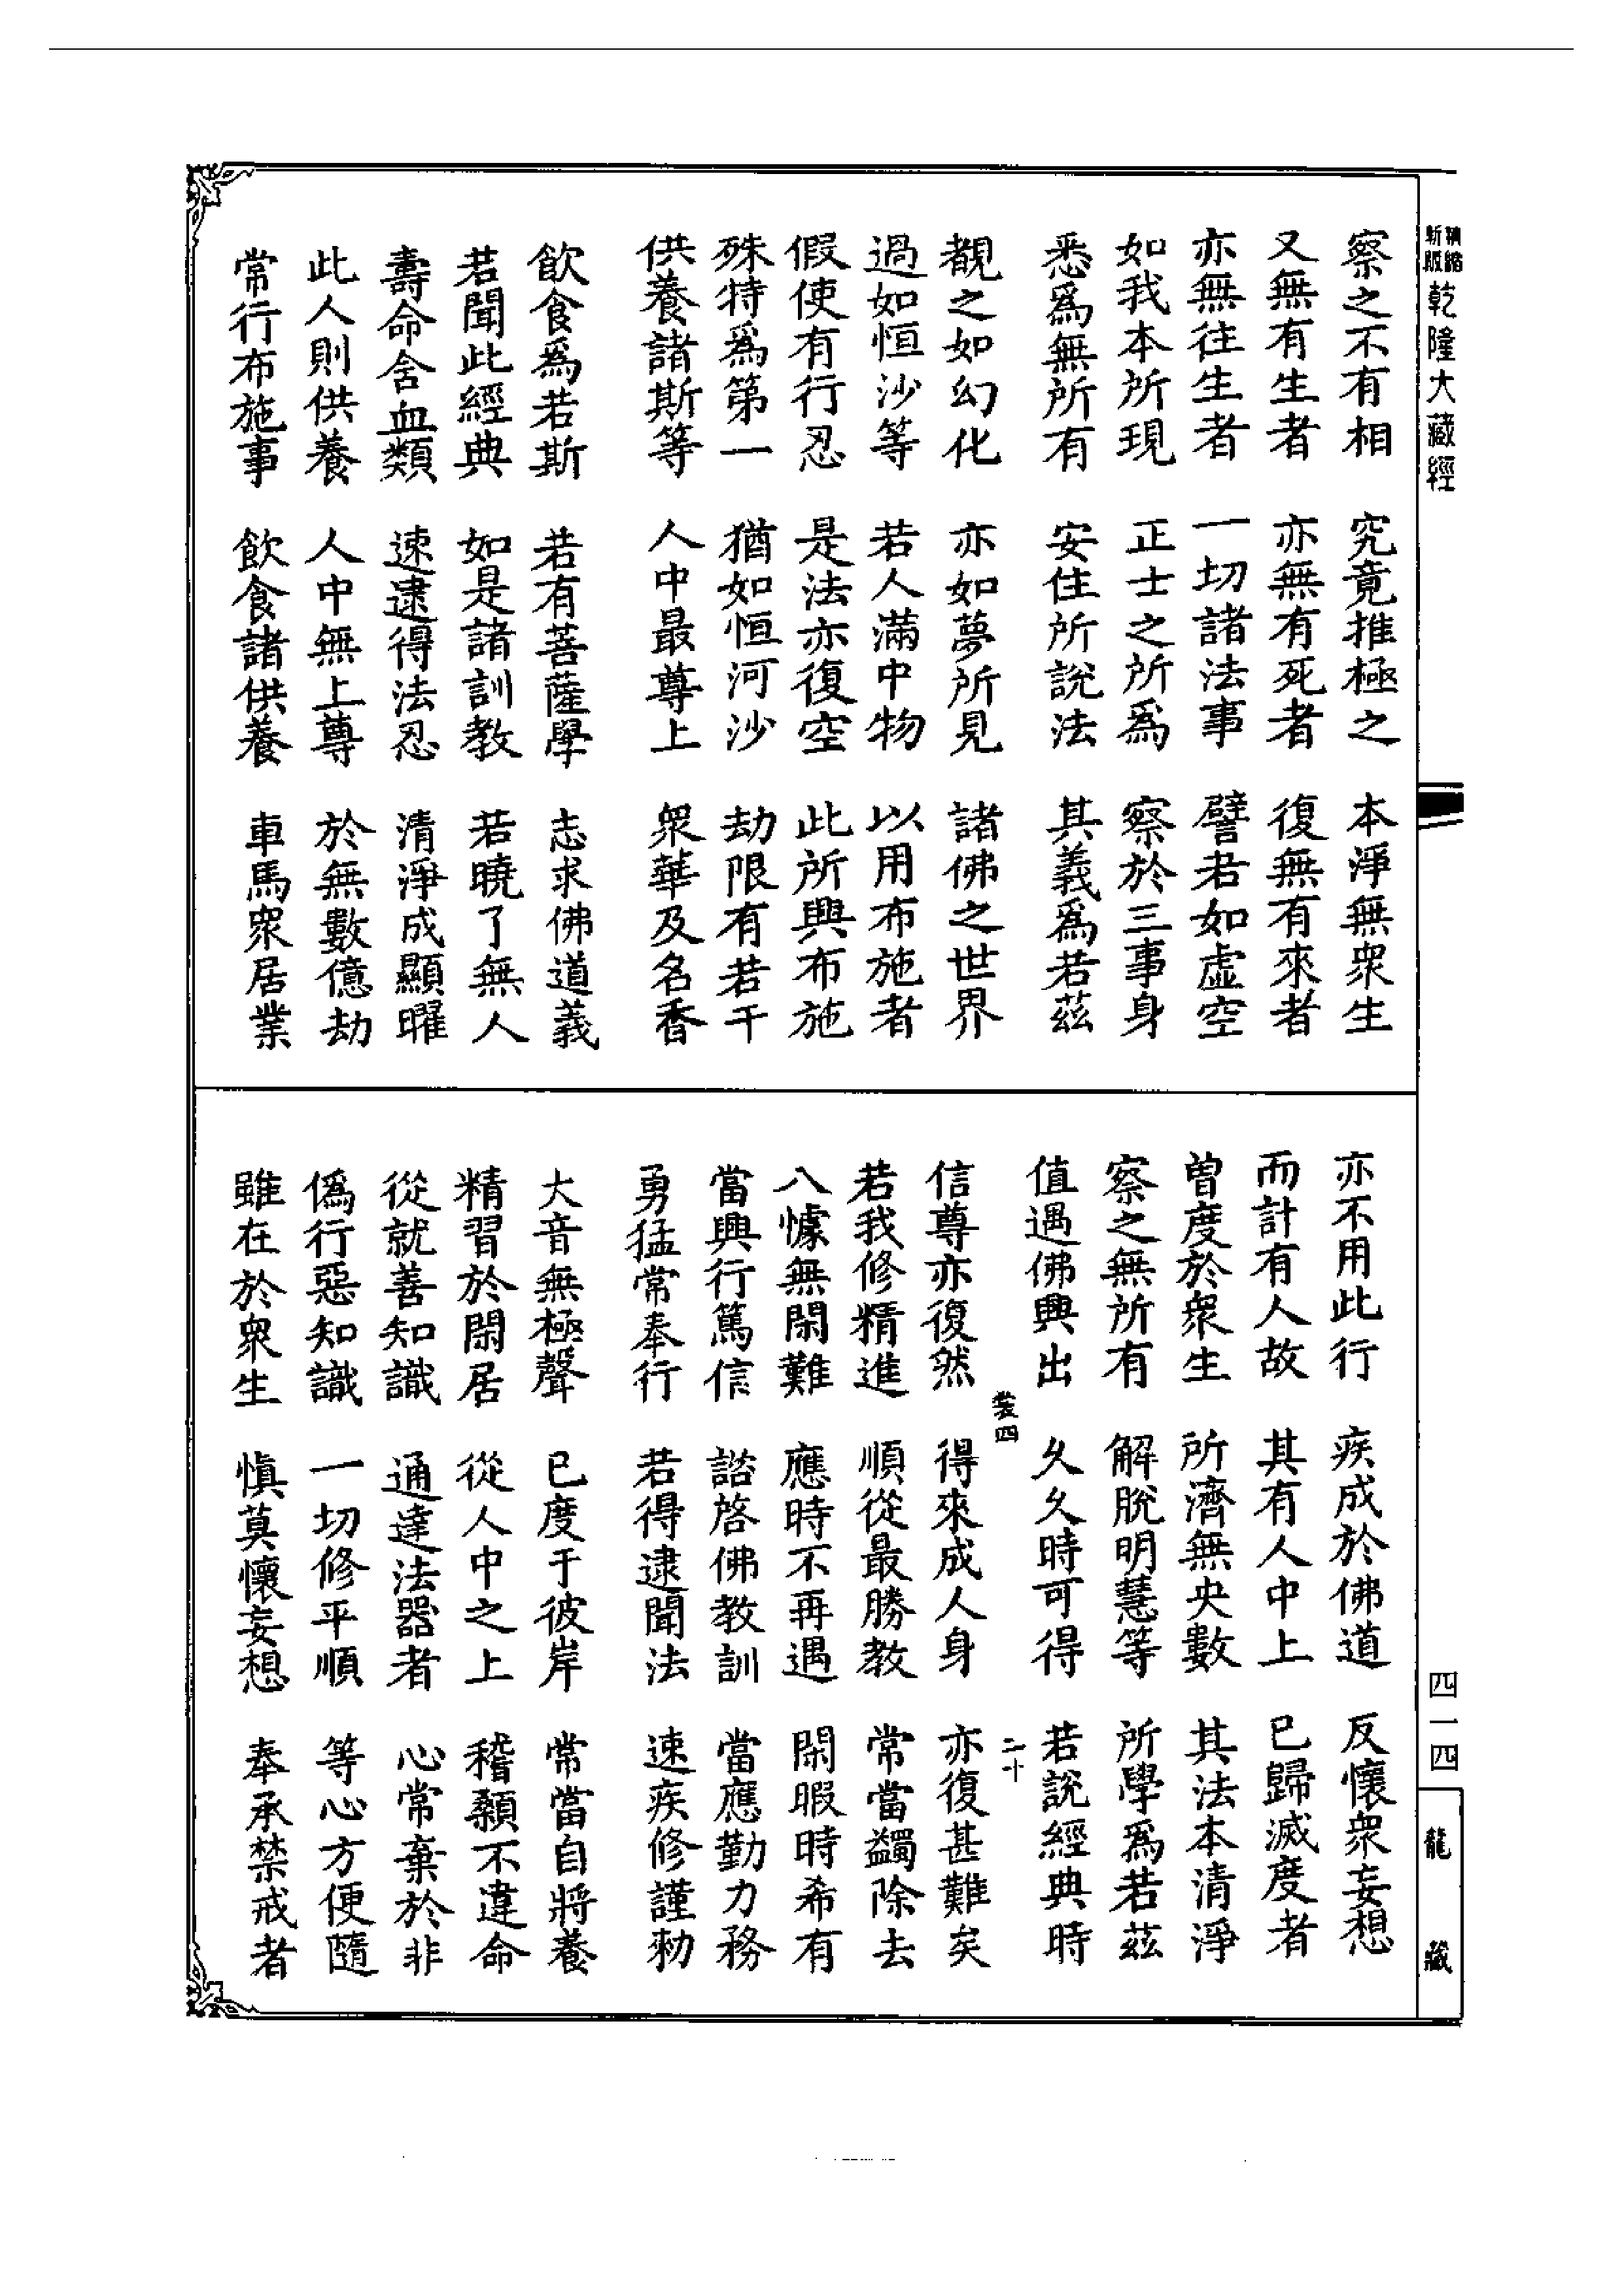 精縮新版乾隆大藏經
察之不有相　究竟推極之　本淨無衆生
又無有生者　亦無有死者　復無有來者
亦無往生者　一切諸法事　譬若如虛空
如我本所現　正士之所爲　察於三事身
悉爲無所有　安住所說法　其義爲若茲
觀之如幻化　亦如夢所見　諸佛之世界
過如恒沙等　若人滿中物　以用布施者
假使有行忍　是法亦復空　此所興布施
殊特爲第一　猶如恒河沙　劫限有若干
供養諸斯等　人中最尊上　衆華及名香
飲食爲若斯　若有菩薩學　志求佛道義
若聞此經典　如是諸訓教　若曉了無人
壽命含血類　速逮得法忍　清淨成顯曜
此人則供養　人中無上尊　於無數億劫
常行布施事　飲食諸供養　車馬衆居業
亦不用此行　疾成於佛道　反懷衆妄想
而計有人故　其有人中上　已歸滅度者
曽度於衆生　所濟無央數　其法本清淨
察之無所有　解脫明慧等　所學爲若茲
值遇佛興出　久久時可得　若說經典時
裝四　二十
信尊亦復然　得來成人身　亦復甚難矣
若我修精進　順從最勝教　常當蠲除去
八懅無閑難　應時不再遇　閑暇時希有
當興行篤信　諮啓佛教訓　當應勤力務
勇猛常奉行　若得逮聞法　速疾修謹勑
大音無極聲　已度于彼岸　常當自將養
精習於閑居　從人中之上　稽顙不違命
從就善知識　通達法器者　心常棄於非
僞行惡知識　一切修平順　等心方便隨
雖在於衆生　愼莫懷妄想　奉承禁戒者
四一四
龍藏